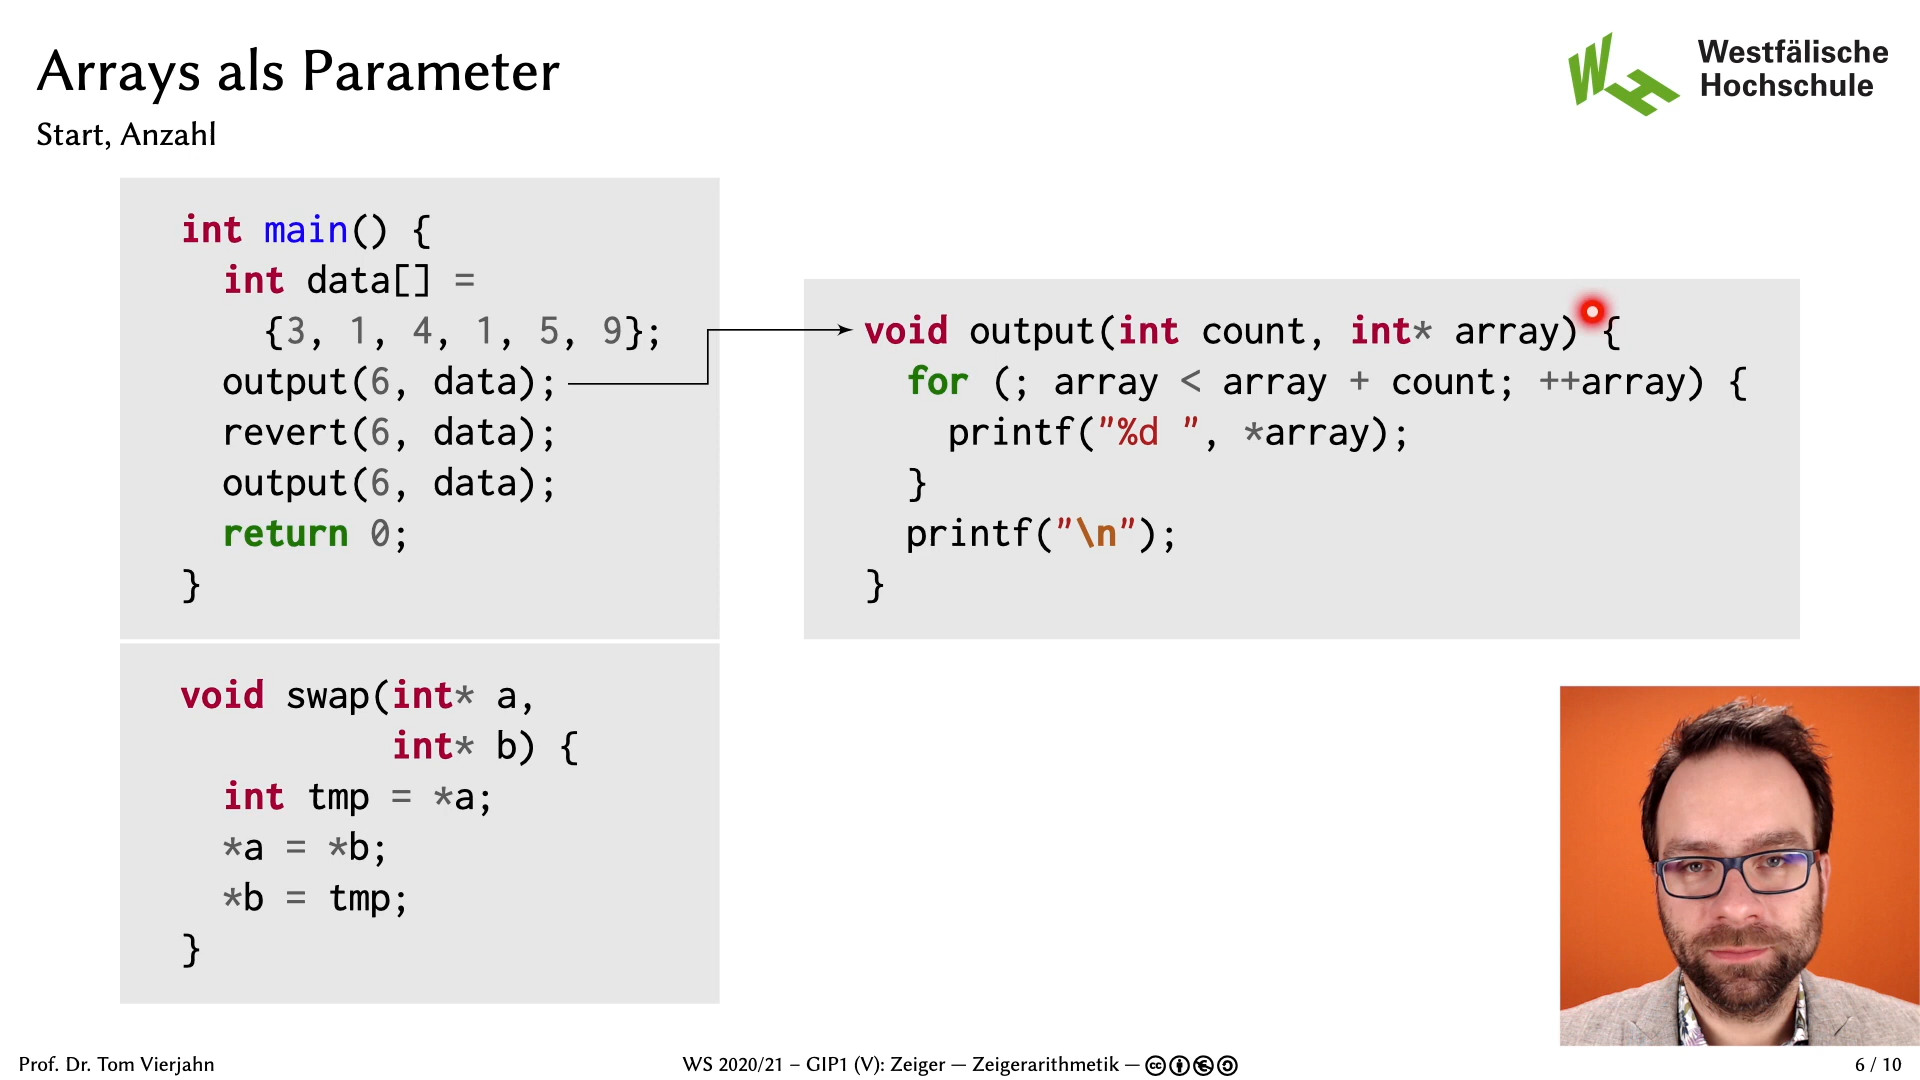 Arrays als Parameter
Start, Anzahl
Westfälische
Hochschule
int main() {
int data[] =
{3, 1, 4, 1, 5, 9};
output(6, data);
revert(6, data);
output(6, data);
return 0;
}
void output(int count, int* array) {
for (; array < array + count; ++array) {
printf("%d ", *array);
}
printf("\n");
}
void swap(int* a,
int* b) {
int tmp = *a;
*a = *b;
*b = tmp;
}
Prof. Dr. Tom Vierjahn
WS 2020/21 – GIP1 (V): Zeiger — Zeigerarithmetik —
6 / 10